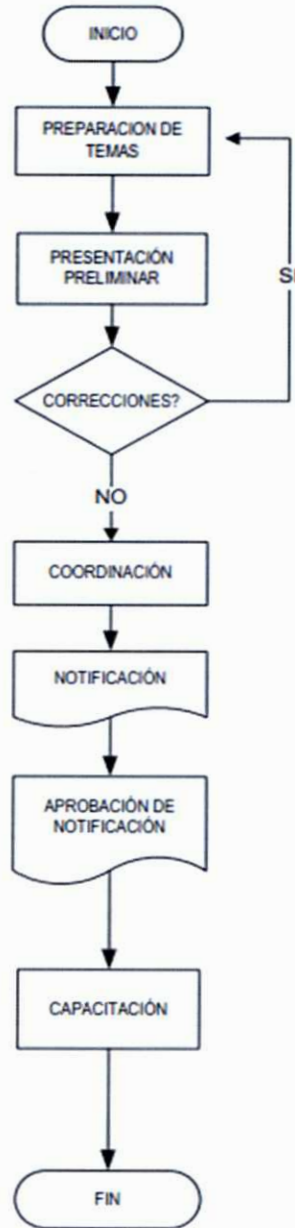 INICIO
PREPARACION DE
TEMAS
PRESENTACIÓN
PRELIMINAR
SI
CORRECCIONES?
NO
COORDINACIÓN
NOTIFICACIÓN
APROBACIÓN DE
NOTIFICACIÓN
CAPACITACIÓN
FIN